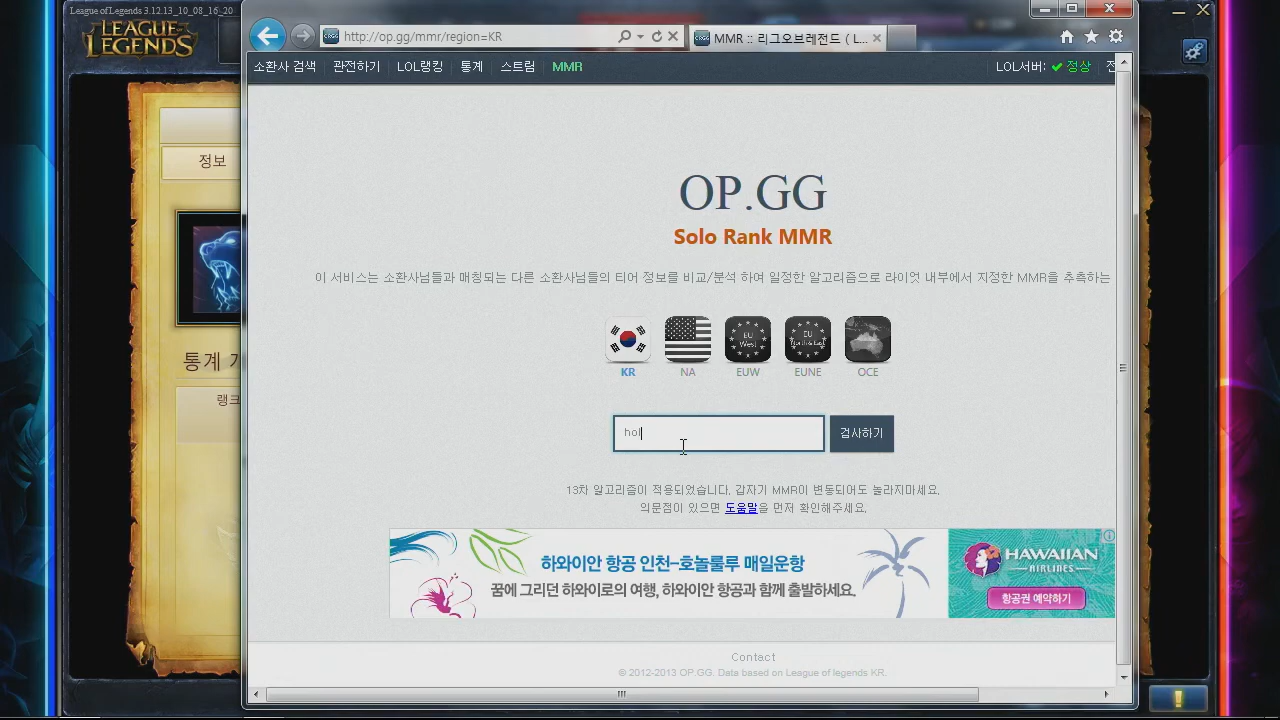 League of Legends 3.12.13_10_08_16_20
LEAGUE of LEGENDS
http://op.gg/mmr/region=KR
MMR :: 리그오브레전드 ( L...
소환사 검색 관전하기 LOL랭킹 통계 스트림 MMR
LOL서버: 정상 전
정보
OP.GG
Solo Rank MMR
이 서비스는 소환사님들과 매칭되는 다른 소환사님들의 티어 정보를 비교/분석 하여 일정한 알고리즘으로 라이엇 내부에서 지정한 MMR을 추측하는
EU West
EU Nordic & East
KR NA EUW EUNE OCE
통계
랭크
hol
검사하기
13차 알고리즘이 적용되었습니다. 갑자기 MMR이 변동되어도 놀라지마세요.
의문점이 있으면 도움말을 먼저 확인해주세요.
하와이안 항공 인천-호놀룰루 매일운항
꿈에 그리던 하와이로의 여행, 하와이안 항공과 함께 출발하세요.
HAWAIIAN
AIRLINES
항공권 예약하기
Contact
© 2012-2013 OP.GG. Data based on League of legends KR.